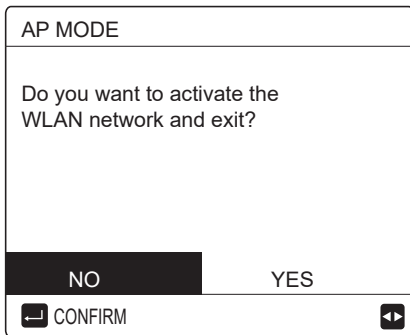 AP MODE
Do you want to activate the
WLAN network and exit?
NO YES
CONFIRM